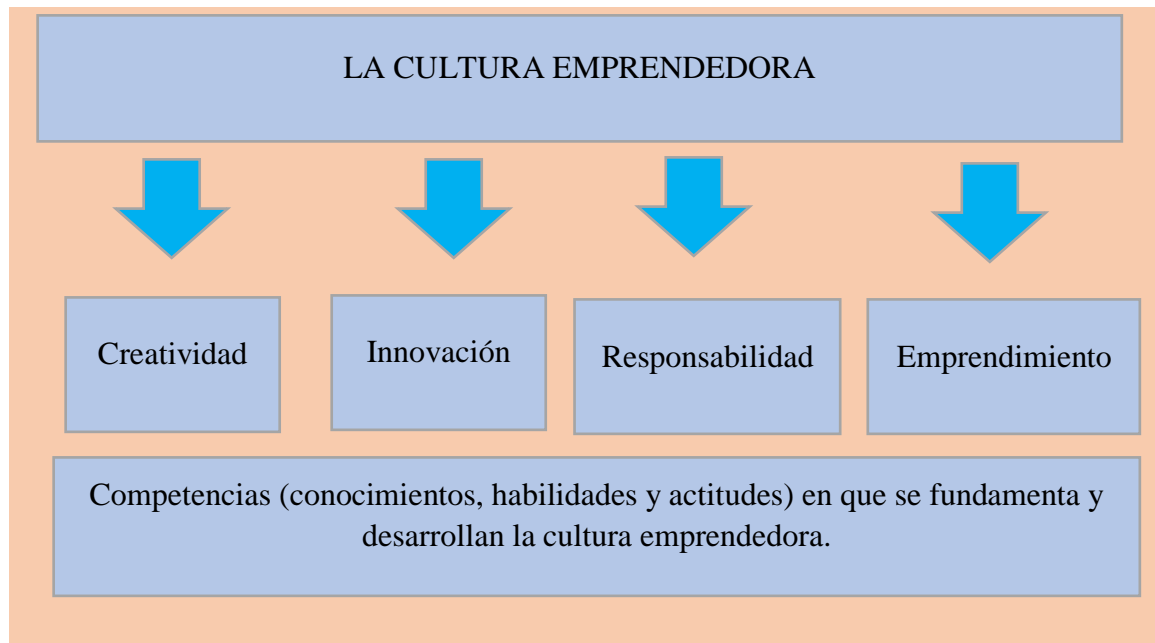 LA CULTURA EMPRENDEDORA
Creatividad
Innovación
Responsabilidad
Emprendimiento
Competencias (conocimientos, habilidades y actitudes) en que se fundamenta y
desarrollan la cultura emprendedora.